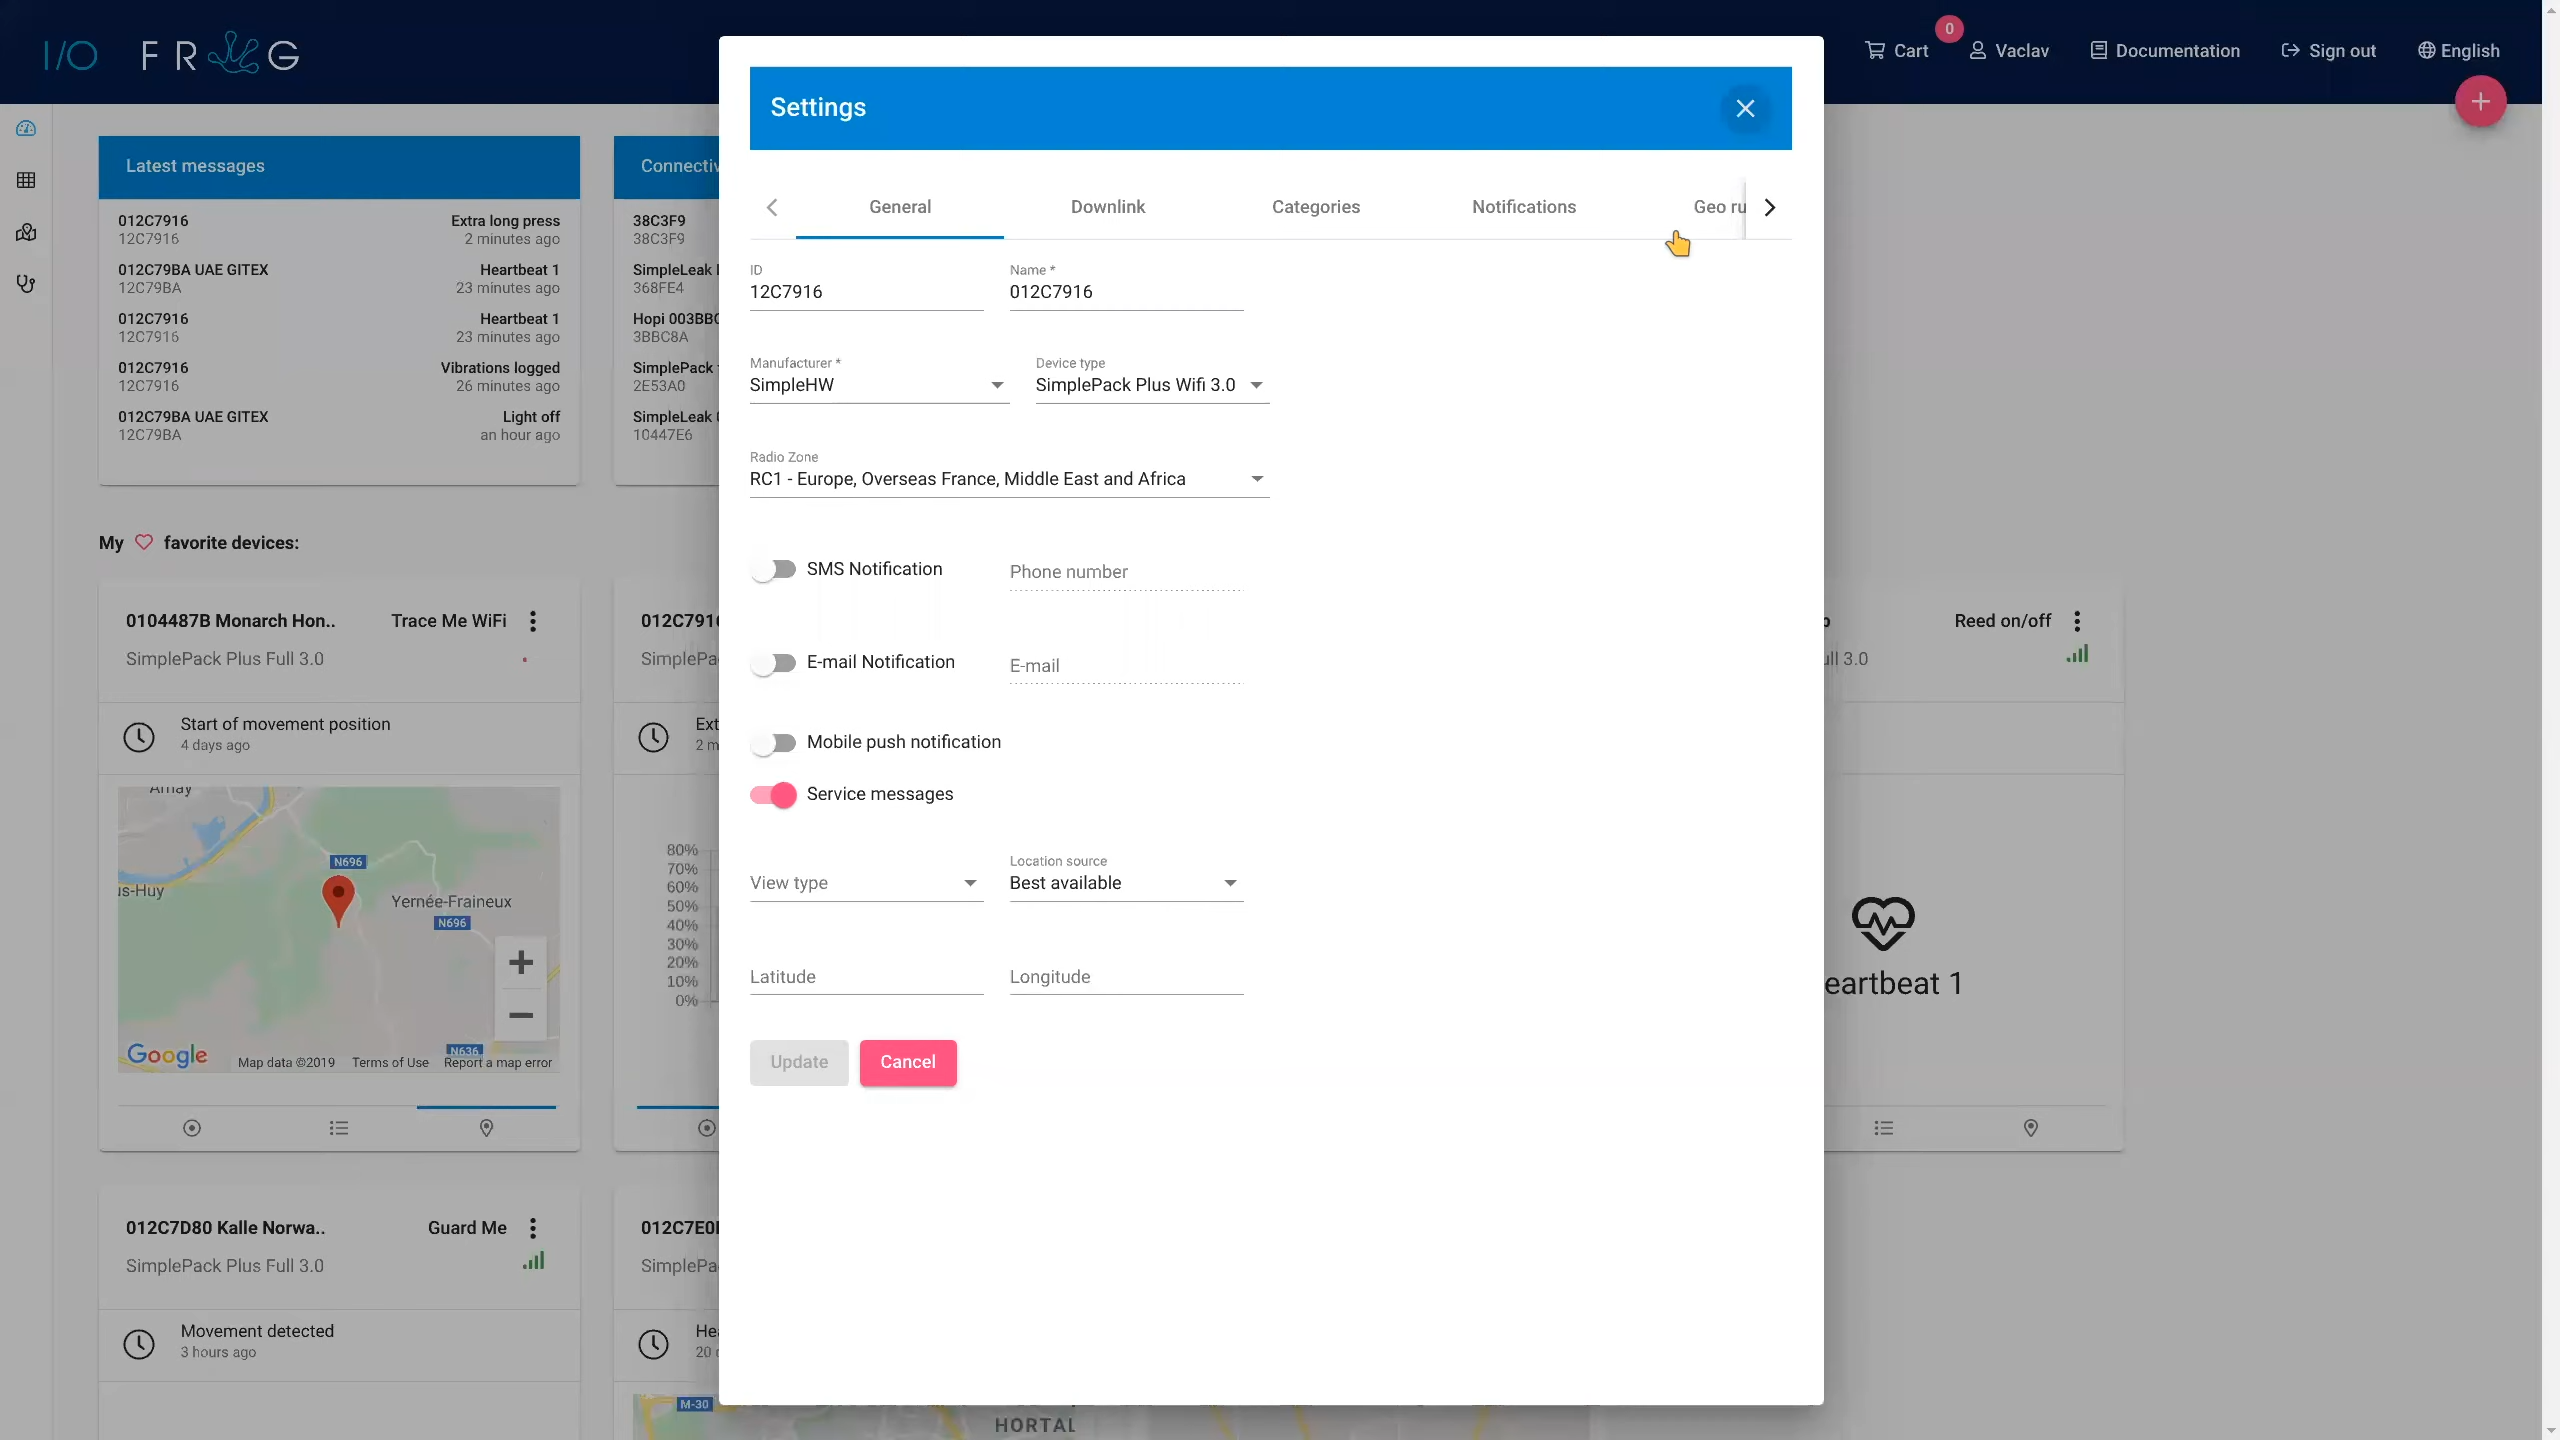 I/O FROG
Cart
0
Vaclav
Documentation
Sign out
English
Latest messages
012C7916 Extra long press
12C7916 2 minutes ago
012C79BA UAE GITEX Heartbeat 1
12C79BA 23 minutes ago
012C7916 Heartbeat 1
12C7916 23 minutes ago
012C7916 Vibrations logged
12C7916 26 minutes ago
012C79BA UAE GITEX Light off
12C79BA an hour ago
38C3F9
38C3F9
SimpleLeak
368FE4
Hopi 003BBC
3BBC8A
SimplePack
2E53A0
SimpleLeak
10447E6
My favorite devices:
0104487B Monarch Hon.. Trace Me WiFi
SimplePack Plus Full 3.0
Start of movement position
4 days ago
N696
Yernée-Fraineux
N696
N636
Google
Map data ©2019 Terms of Use Report a map error
80%
70%
60%
50%
40%
30%
20%
10%
0%
Reed on/off
eartbeat 1
012C7D80 Kalle Norwa.. Guard Me
SimplePack Plus Full 3.0
Movement detected
3 hours ago
M-30
HORTAL
Settings
General Downlink Categories Notifications Geo ru
ID
12C7916
Name *
012C7916
Manufacturer *
SimpleHW
Device type
SimplePack Plus Wifi 3.0
Radio Zone
RC1 - Europe, Overseas France, Middle East and Africa
SMS Notification Phone number
E-mail Notification E-mail
Mobile push notification
Service messages
View type
Location source
Best available
Latitude Longitude
Update Cancel